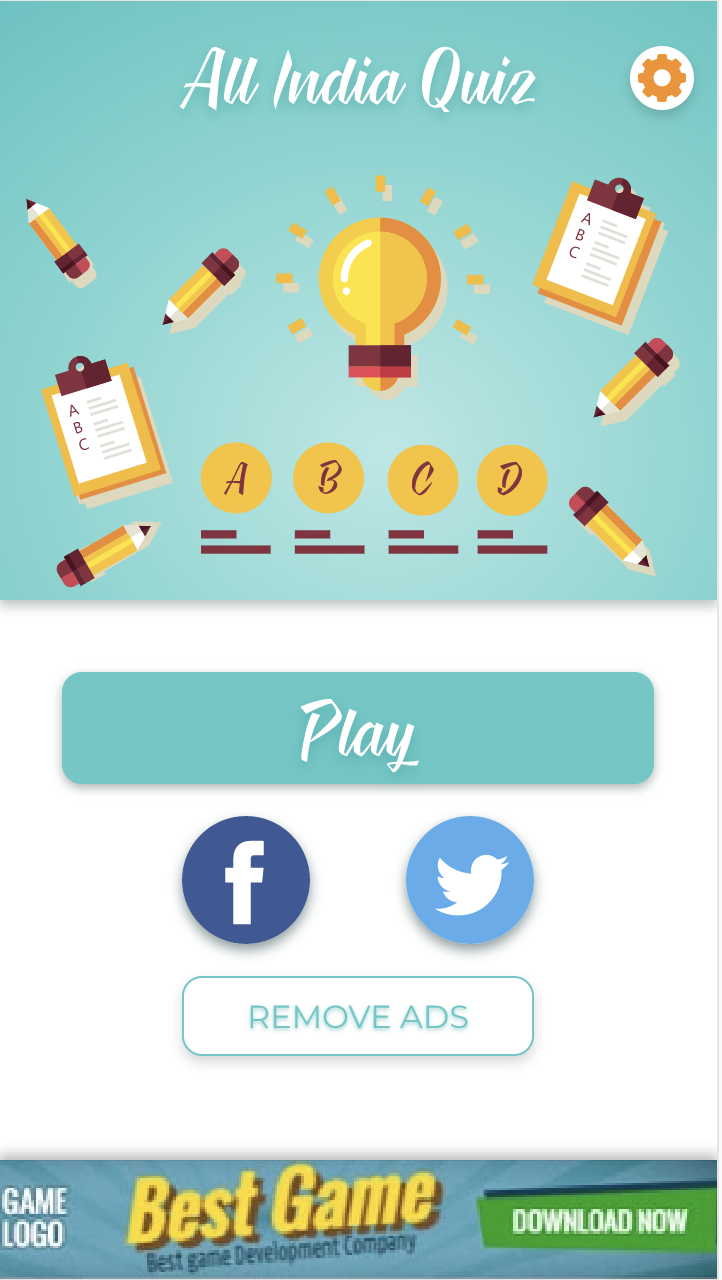 All India Quiz
A
B
C
A
B
C
A B C D
Play
f
REMOVE ADS
GAME
LOGO
Best Game
Best game Development Company
DOWNLOAD NOW